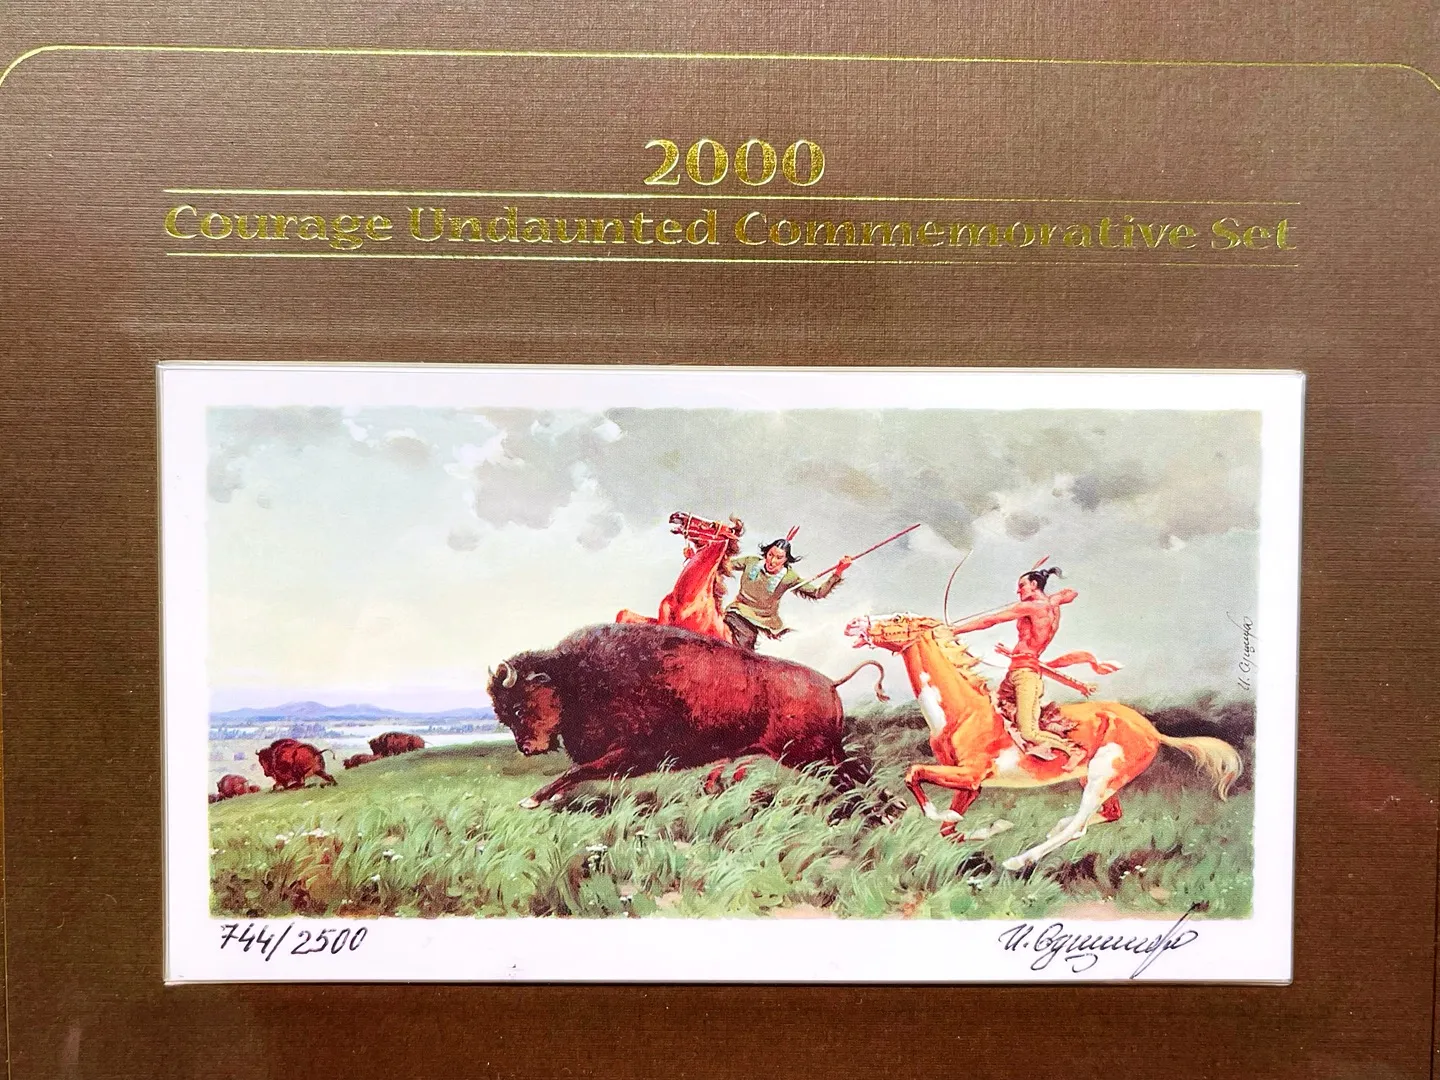 2000
Courage Undaunted Commemorative Set
744/2500
И.